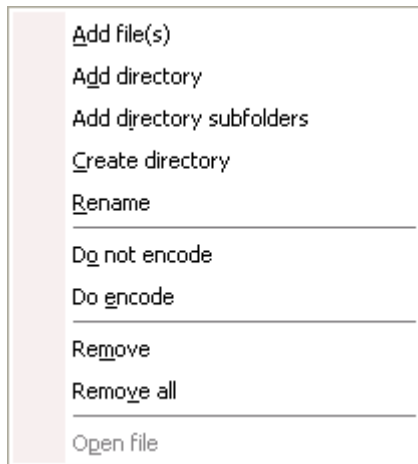 Add file(s)
Add directory
Add directory subfolders
Create directory
Rename
Do not encode
Do encode
Remove
Remove all
Open file